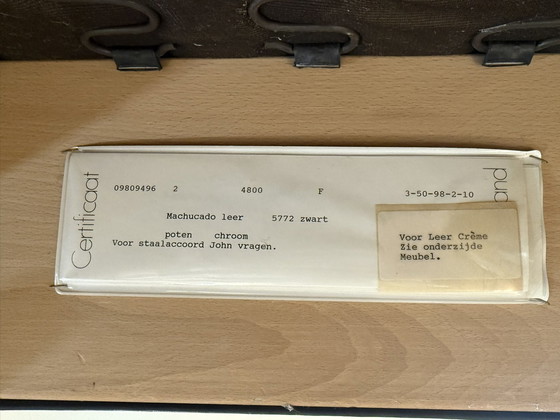 Certificaat
09809496 2 4800 F 3-50-98-2-10
Machucado leer 5772 zwart
poten chroom
Voor staalaccoord John vragen.
Voor Leer Crème
Zie onderzijde
Meubel.
and